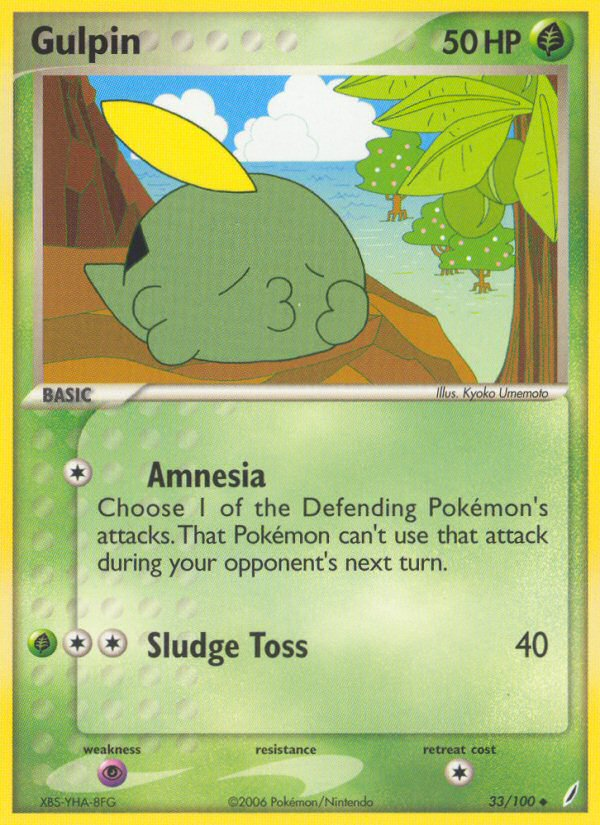 Gulpin
50 HP
BASIC
Illus. Kyoko Umemoto
Amnesia
Choose 1 of the Defending Pokémon's
attacks. That Pokémon can't use that attack
during your opponent's next turn.
Sludge Toss 40
weakness resistance retreat cost
XBS-YHA-8FG ©2006 Pokémon/Nintendo 33/100